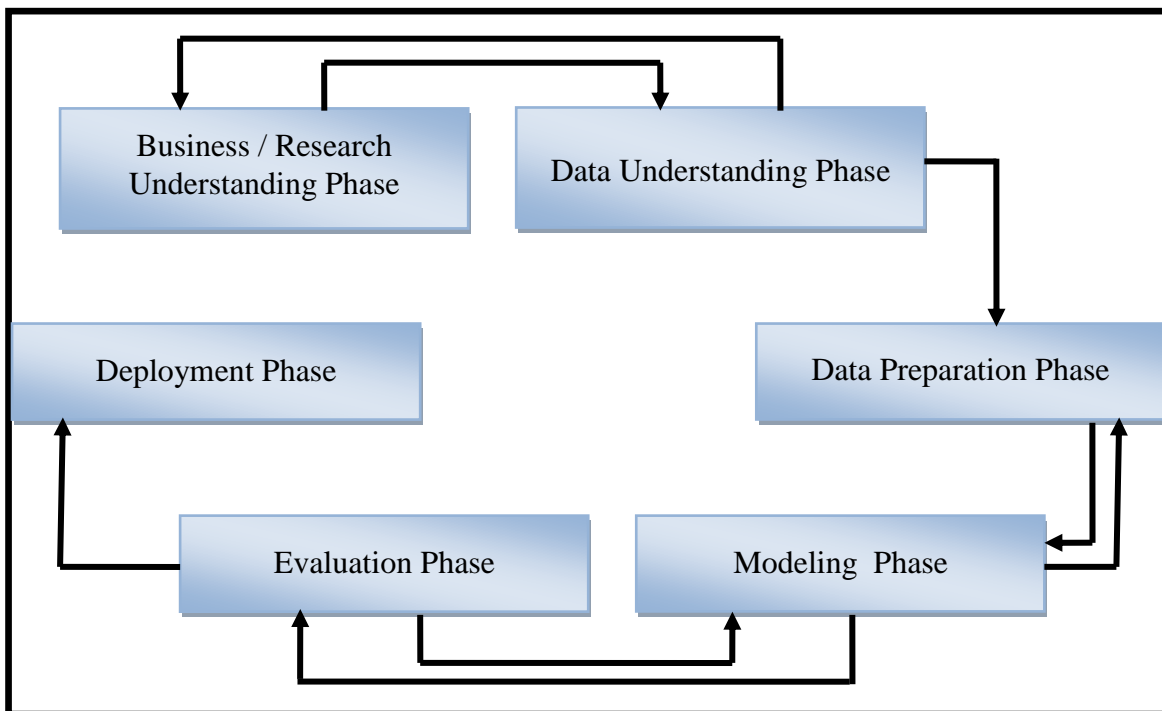 Business / Research
Understanding Phase
Data Understanding Phase
Deployment Phase
Data Preparation Phase
Evaluation Phase
Modeling  Phase